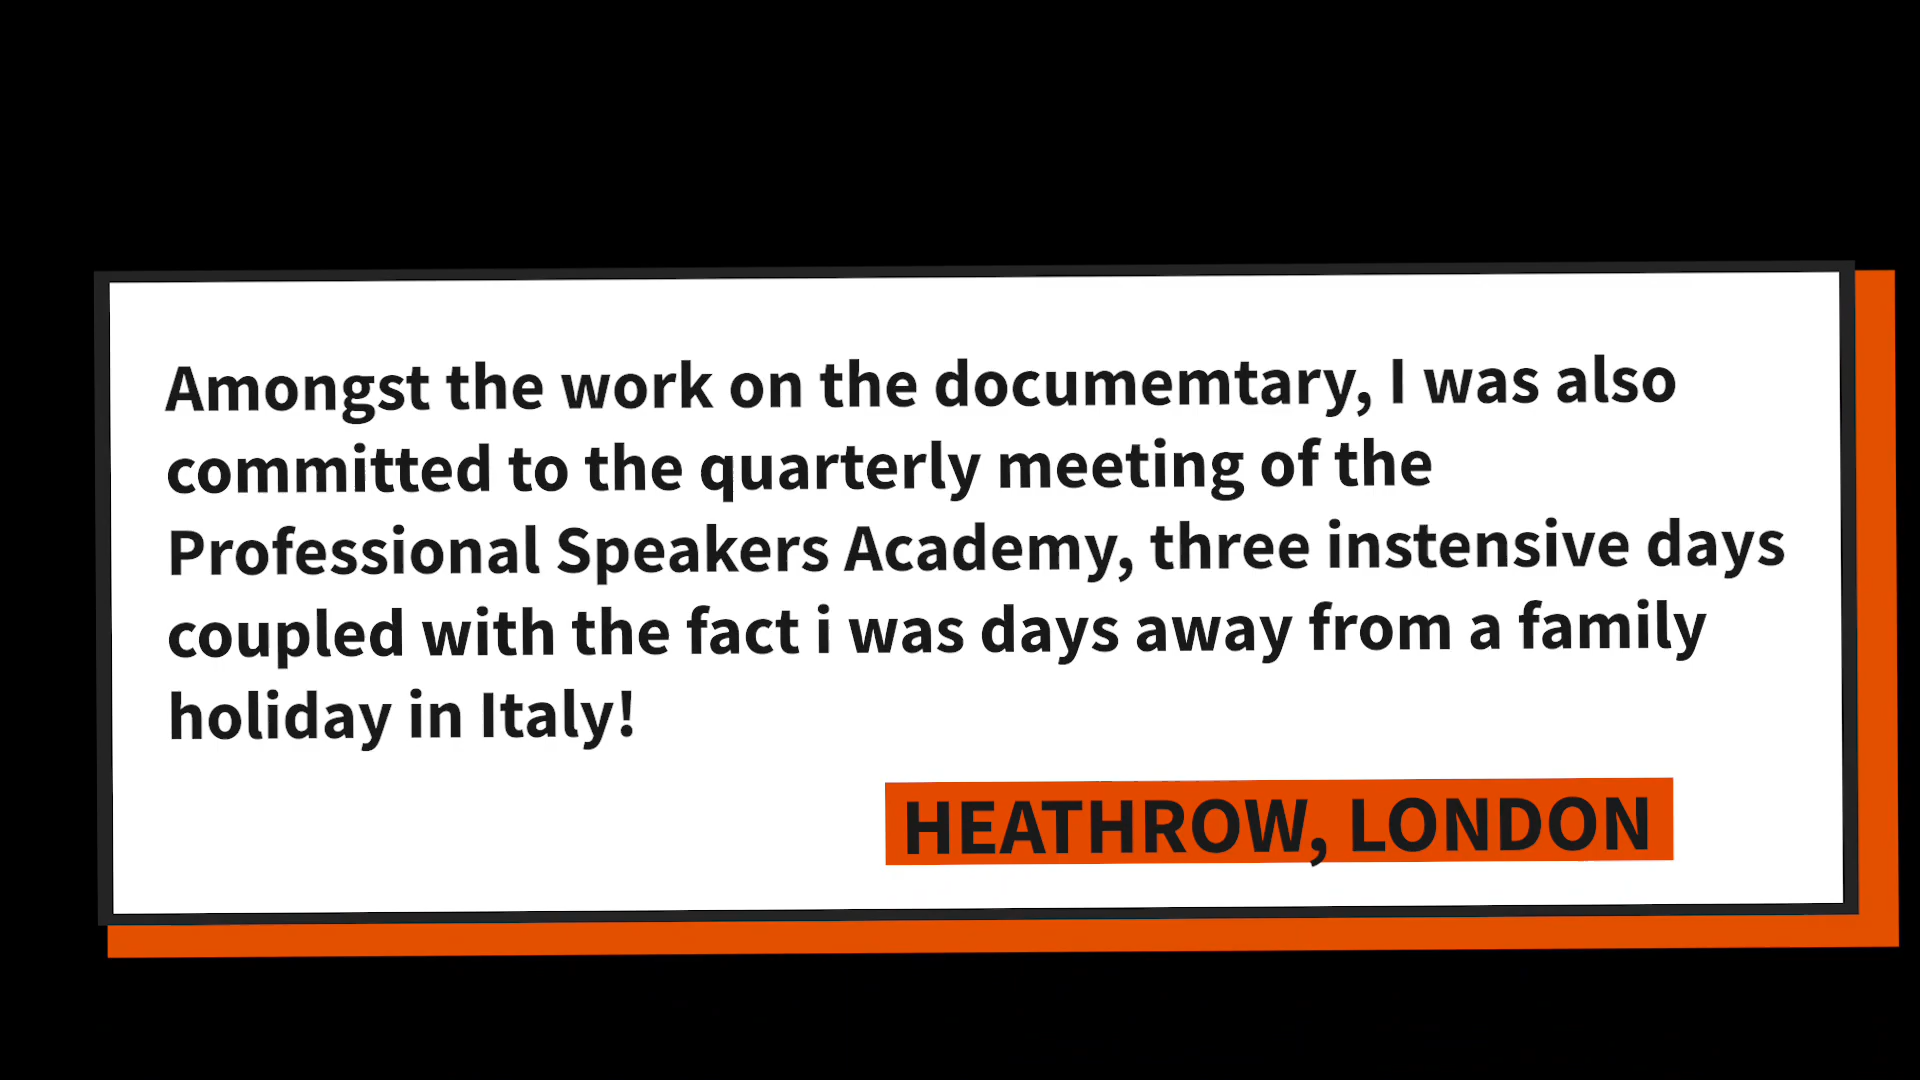 Amongst the work on the documemtary, I was also
committed to the quarterly meeting of the
Professional Speakers Academy, three instensive days
coupled with the fact i was days away from a family
holiday in Italy!
HEATHROW, LONDON